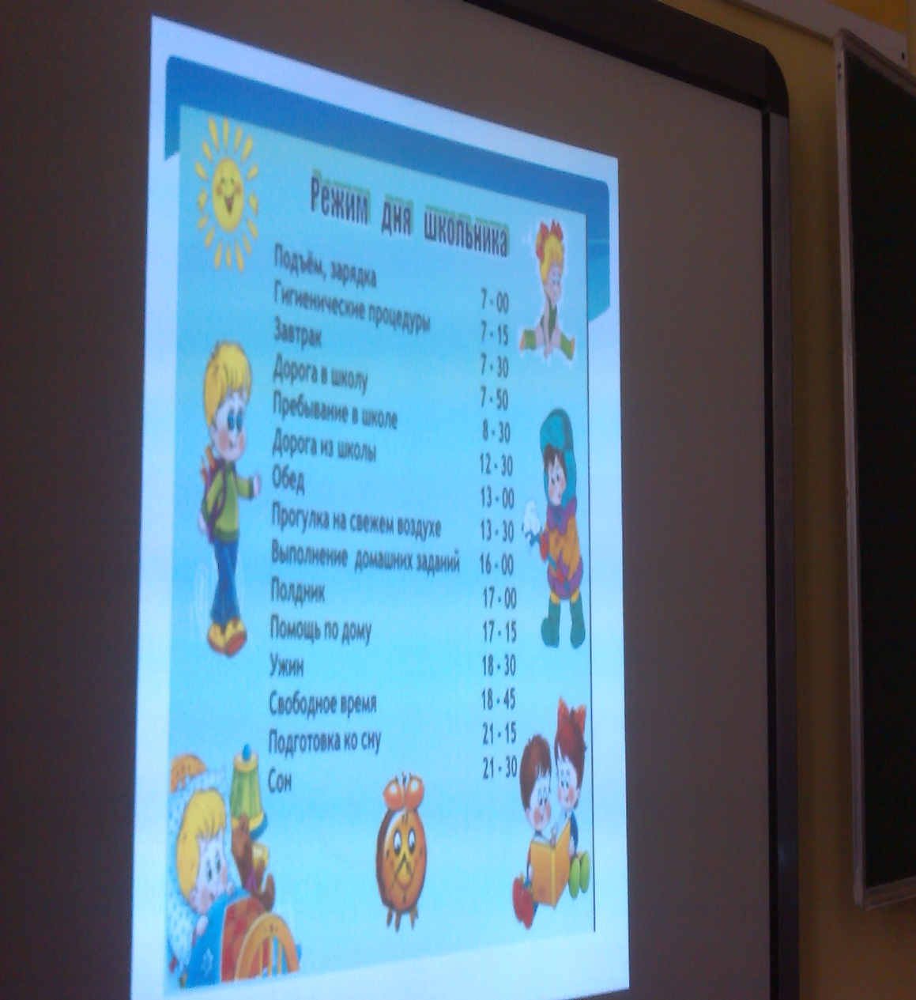 Режим дня школьника
Подъём, зарядка 7 - 00
Гигиенические процедуры 7 - 15
Завтрак 7 - 30
Дорога в школу 7 - 50
Пребывание в школе 8 - 30
Дорога из школы 12 - 30
Обед 13 - 00
Прогулка на свежем воздухе 13 - 30
Выполнение домашних заданий 16 - 00
Полдник 17 - 00
Помощь по дому 17 - 15
Ужин 18 - 30
Свободное время 18 - 45
Подготовка ко сну 21 - 15
Сон 21 - 30